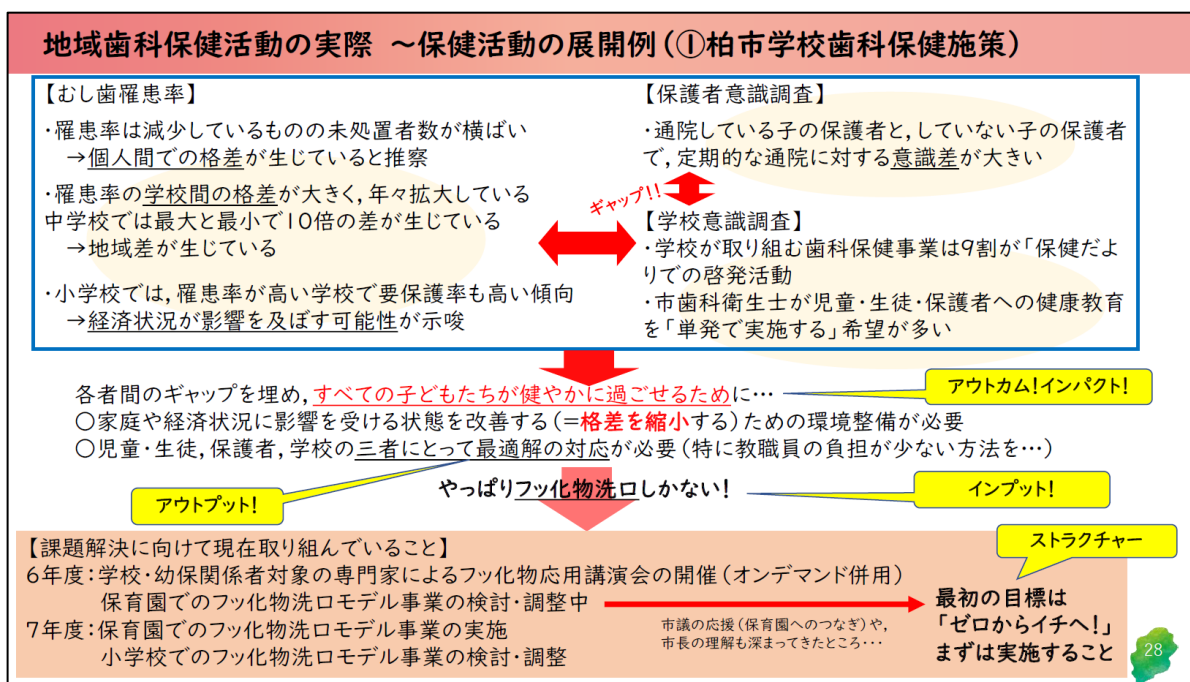 地域歯科保健活動の実際 ～保健活動の展開例(①柏市学校歯科保健施策)
【むし歯罹患率】
・罹患率は減少しているものの未処置者数が横ばい
→個人間での格差が生じていると推察
・罹患率の学校間の格差が大きく,年々拡大している
中学校では最大と最小で10倍の差が生じている
→地域差が生じている
・小学校では,罹患率が高い学校で要保護率も高い傾向
→経済状況が影響を及ぼす可能性が示唆
【保護者意識調査】
・通院している子の保護者と,していない子の保護者
で,定期的な通院に対する意識差が大きい
ギャップ!!
【学校意識調査】
・学校が取り組む歯科保健事業は9割が「保健だよ
りでの啓発活動
・市歯科衛生士が児童・生徒・保護者への健康教育
を「単発で実施する」希望が多い
各者間のギャップを埋め,すべての子どもたちが健やかに過ごせるために…
アウトカム!インパクト!
○家庭や経済状況に影響を受ける状態を改善する(=格差を縮小する)ための環境整備が必要
○児童・生徒,保護者,学校の三者にとって最適解の対応が必要(特に教職員の負担が少ない方法を…)
アウトプット!
やっぱりフッ化物洗口しかない!
インプット!
【課題解決に向けて現在取り組んでいること】
6年度:学校・幼保関係者対象の専門家によるフッ化物応用講演会の開催(オンデマンド併用)
保育園でのフッ化物洗口モデル事業の検討・調整中
7年度:保育園でのフッ化物洗口モデル事業の実施
小学校でのフッ化物洗口モデル事業の検討・調整
市議の応援(保育園へのつなぎ)や,
市長の理解も深まってきたところ・・・
ストラクチャー
最初の目標は
「ゼロからイチへ!」
まずは実施すること
28